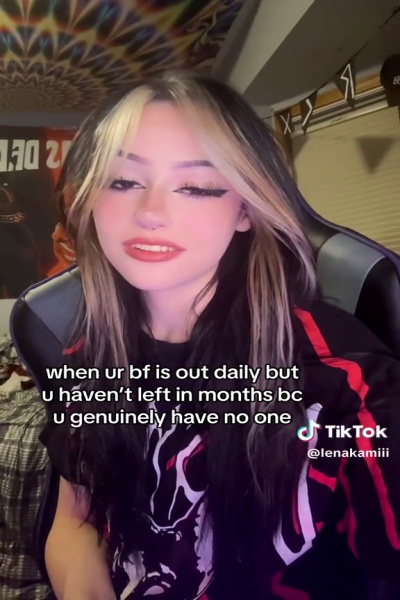 when ur bf is out daily but
u haven't left in months bc
u genuinely have no one
TikTok
@lenakamiii